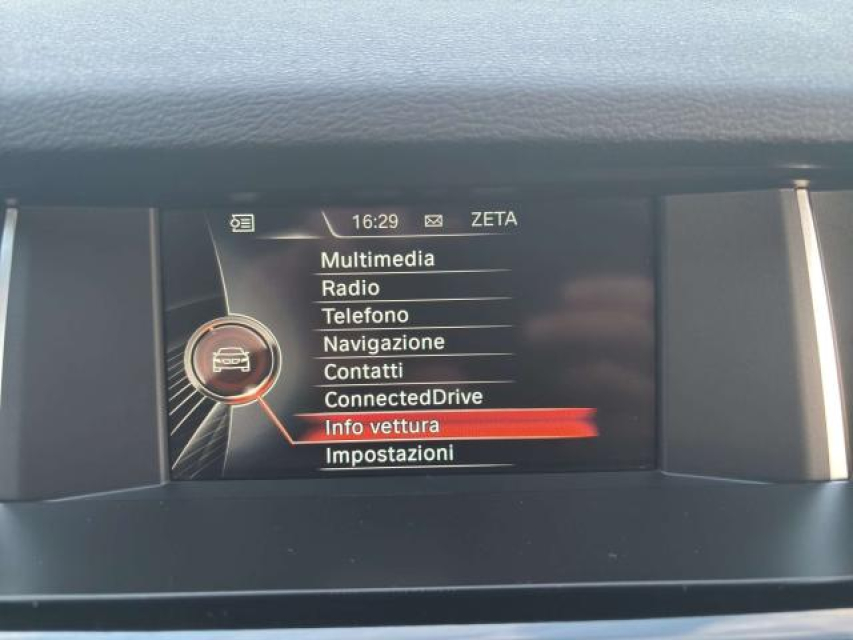 16:29 ZETA
Multimedia
Radio
Telefono
Navigazione
Contatti
ConnectedDrive
Info vettura
Impostazioni